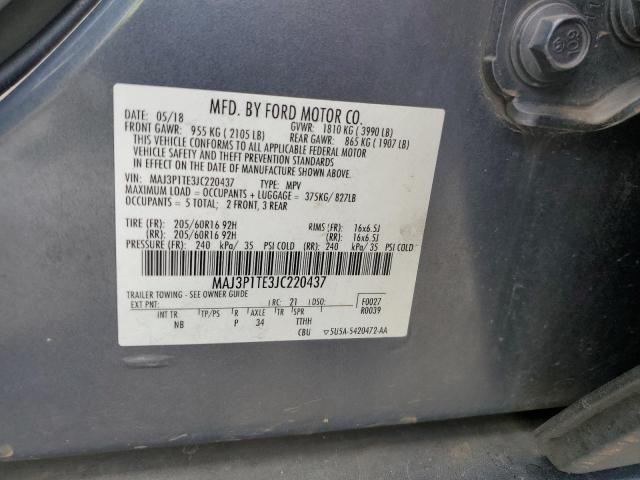 MFD. BY FORD MOTOR CO.
DATE: 05/18 GVWR: 1810 KG ( 3990 LB)
FRONT GAWR: 955 KG ( 2105 LB) REAR GAWR: 865 KG ( 1907 LB)
THIS VEHICLE CONFORMS TO ALL APPLICABLE FEDERAL MOTOR
VEHICLE SAFETY AND THEFT PREVENTION STANDARDS
IN EFFECT ON THE DATE OF MANUFACTURE SHOWN ABOVE.
VIN: MAJ3P1TE3JC220437 TYPE: MPV
MAXIMUM LOAD = OCCUPANTS + LUGGAGE = 375KG/ 827LB
OCCUPANTS = 5 TOTAL; 2 FRONT, 3 REAR
TIRE (FR): 205/60R16 92H RIMS (FR): 16x6.5J
(RR): 205/60R16 92H (RR): 16x6.5J
PRESSURE (FR): 240 kPa/ 35 PSI COLD (RR): 240 kPa/ 35 PSI COLD
MAJ3P1TE3JC220437
TRAILER TOWING - SEE OWNER GUIDE
EXT PNT: RC: 21 DSO: F0027
R0039
INT TR TP/PS R AXLE TR SPR
NB P 34 TTHH
CBU ▽5U5A-5420472-AA